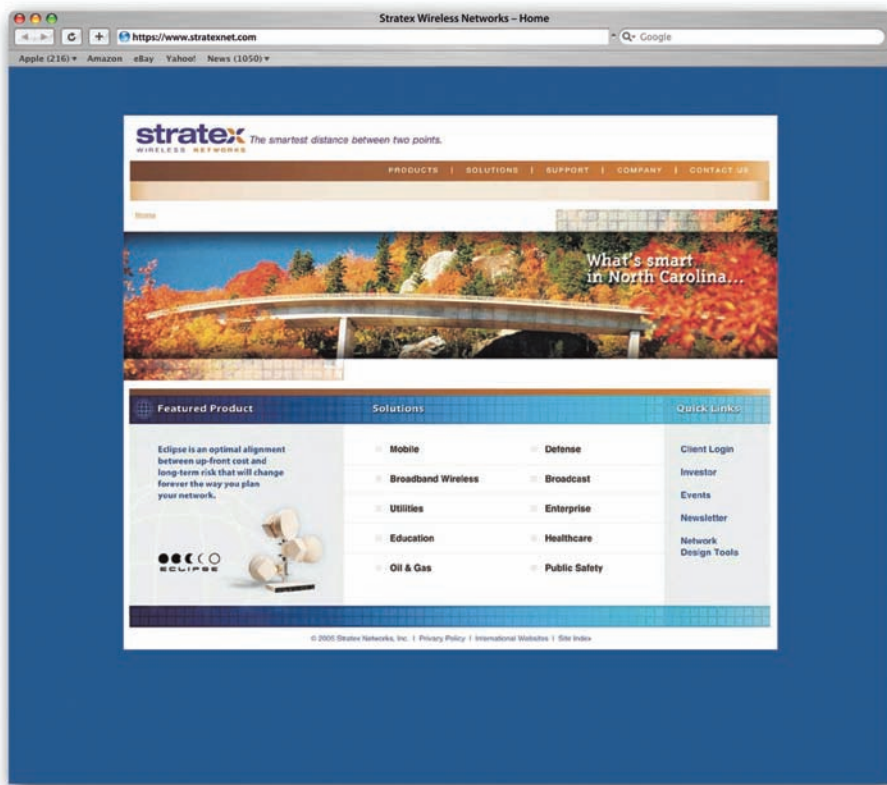 Stratex Wireless Networks – Home
https://www.stratexnet.com
Google
Apple (216) Amazon eBay Yahoo! News (1050)
stratex The smartest distance between two points.
WIRELESS NETWORKS
PRODUCTS | SOLUTIONS | SUPPORT | COMPANY | CONTACT US
Home
What's smart
in North Carolina...
Featured Product
Eclipse is an optimal alignment
between up-front cost and
long-term risk that will change
forever the way you plan
your network.
ECLIPSE
Solutions
Mobile
Broadband Wireless
Utilities
Education
Oil & Gas
Defense
Broadcast
Enterprise
Healthcare
Public Safety
Quick Links
Client Login
Investor
Events
Newsletter
Network
Design Tools
© 2005 Stratex Networks, Inc. | Privacy Policy | International Websites | Site Index